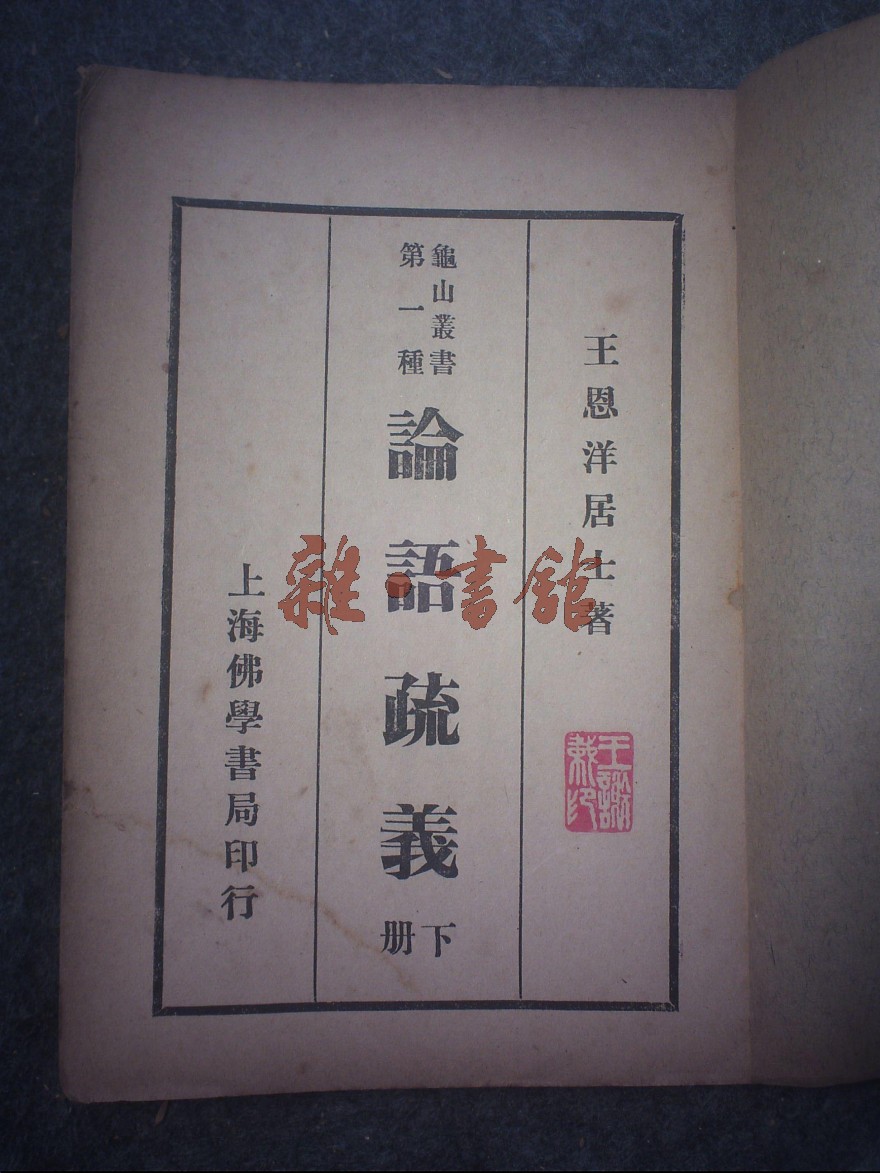 王恩洋居士著
龜山叢書
第一種
論語疏義
下册
上海佛學書局印行
雜·書館